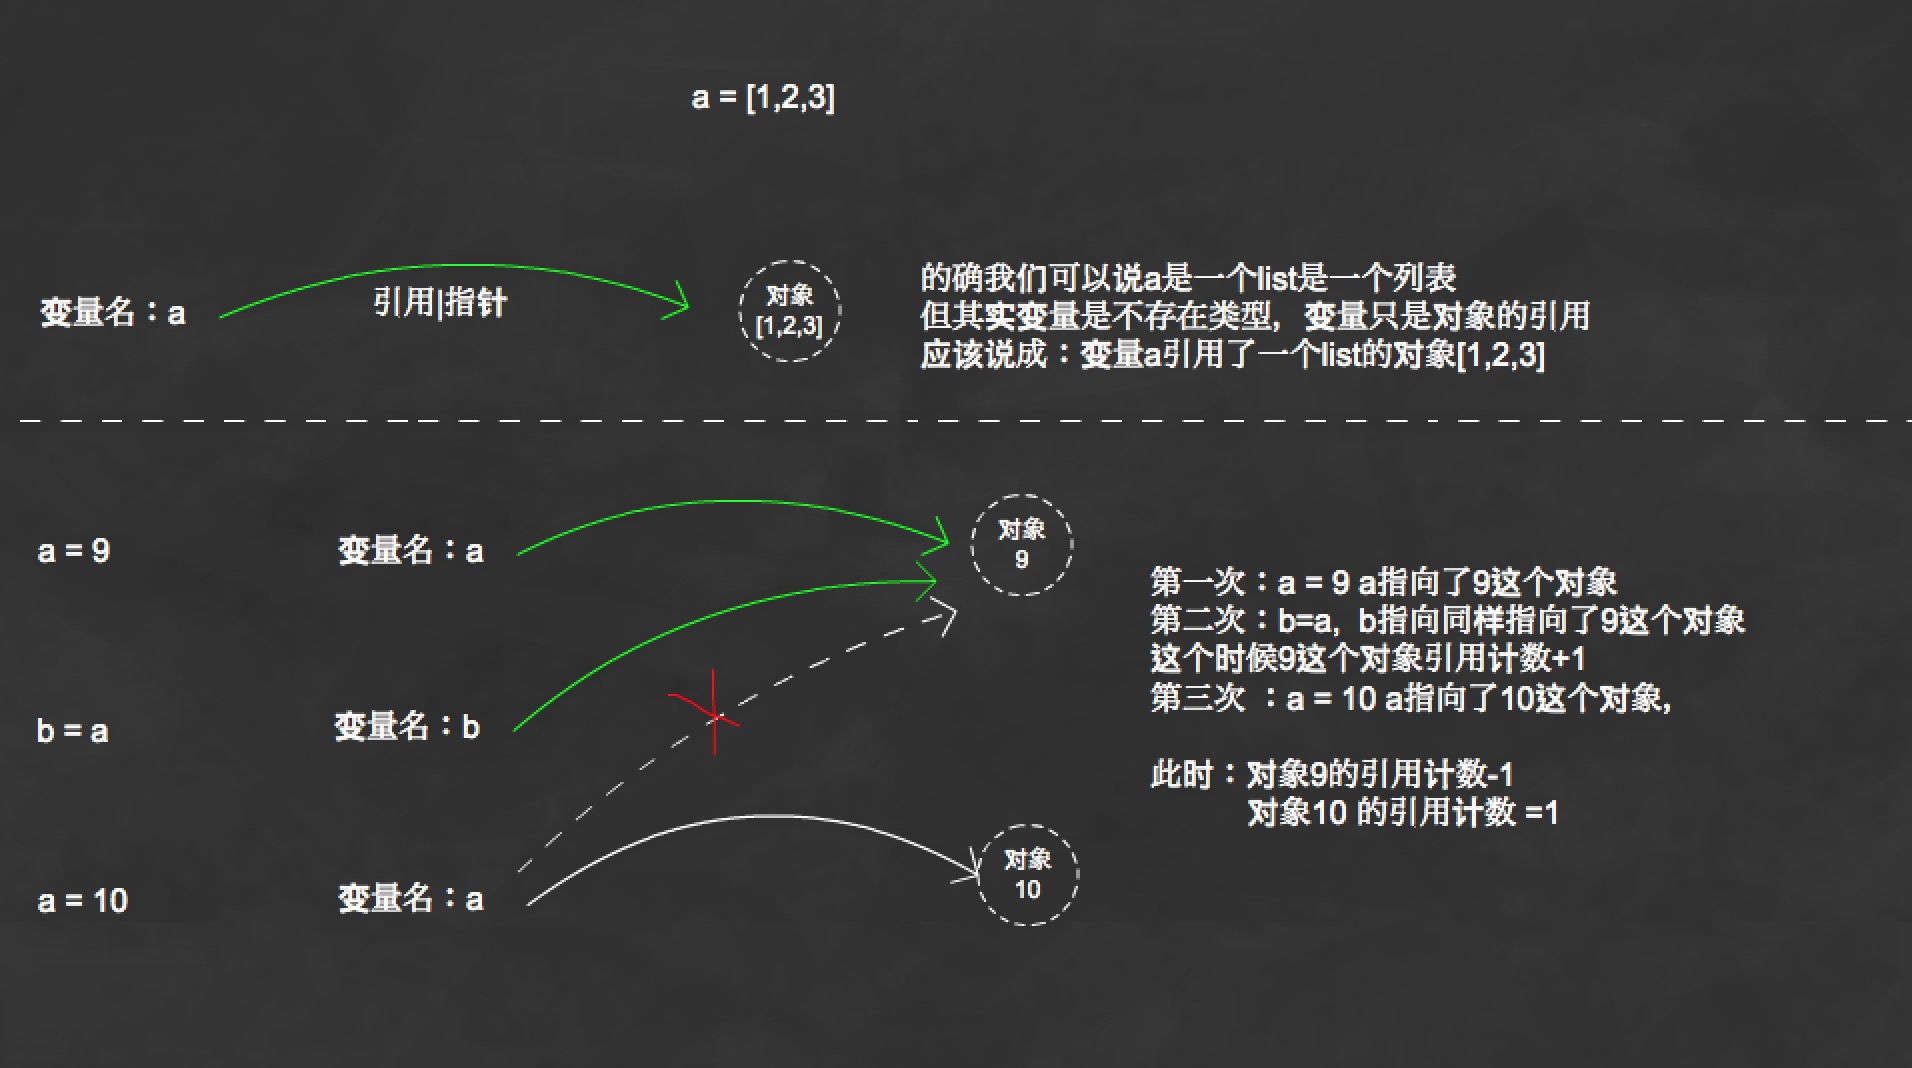 a = [1,2,3]
变量名：a
引用|指针
对象
[1,2,3]
的确我们可以说a是一个list是一个列表
但其实变量是不存在类型，变量只是对象的引用
应该说成：变量a引用了一个list的对象[1,2,3]
a = 9
变量名：a
对象
9
b = a
变量名：b
a = 10
变量名：a
对象
10
第一次：a = 9 a指向了9这个对象
第二次：b=a，b指向同样指向了9这个对象
这个时候9这个对象引用计数+1
第三次 ：a = 10 a指向了10这个对象，
此时：对象9的引用计数-1
对象10 的引用计数 =1